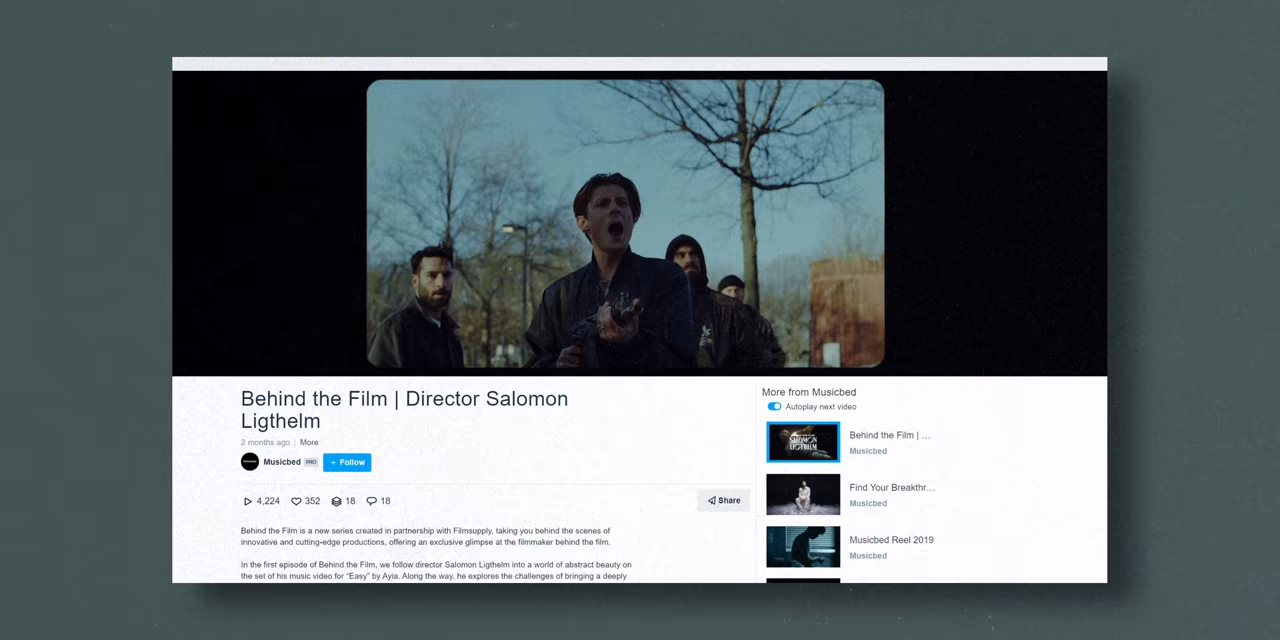 Behind the Film | Director Salomon
Ligthelm
2 months ago | More
Musicbed PRO + Follow
4,224 352 18 18 Share
Behind the Film is a new series created in partnership with Filmsupply, taking you behind the scenes of
innovative and cutting-edge productions, offering an exclusive glimpse at the filmmaker behind the film.
In the first episode of Behind the Film, we follow director Salomon Ligthelm into a world of abstract beauty on
the set of his music video for “Easy” by Ayia. Along the way, he explores the challenges of bringing a deeply
More from Musicbed
Autoplay next video
SALOMON
LIGTHELM
Behind the Film | ...
Musicbed
Find Your Breakthr...
Musicbed
Musicbed Reel 2019
Musicbed